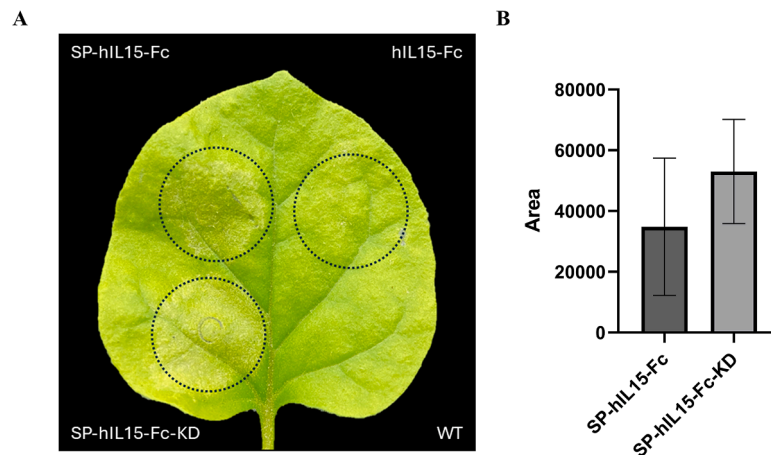 A
SP-hIL15-Fc
hIL15-Fc
SP-hIL15-Fc-KD
WT
B
80000
60000
40000
20000
0
Area
SP-hIL15-Fc
SP-hIL15-Fc-KD